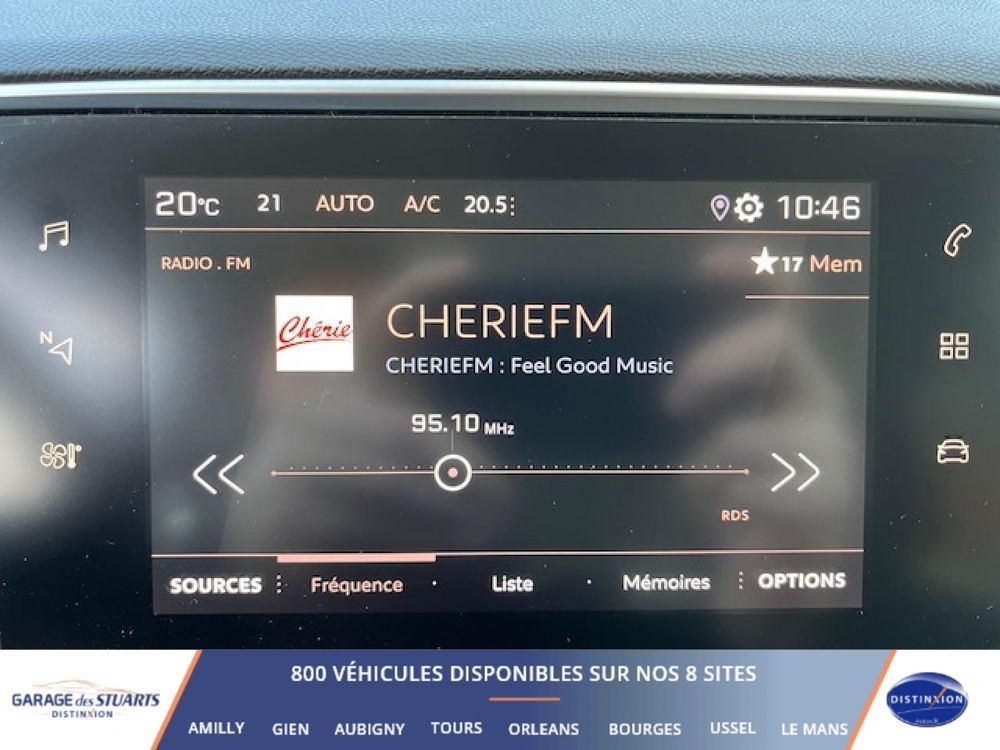 20°C 21 AUTO A/C 20.5 10:46
RADIO . FM
17 Mem
Chérie
CHERIEFM
CHERIEFM : Feel Good Music
95.10 MHz
RDS
SOURCES Fréquence · Liste · Mémoires OPTIONS
N
800 VÉHICULES DISPONIBLES SUR NOS 8 SITES
GARAGE des STUARTS
DISTINXION
AMILLY GIEN AUBIGNY TOURS ORLEANS BOURGES USSEL LE MANS
DISTINXION